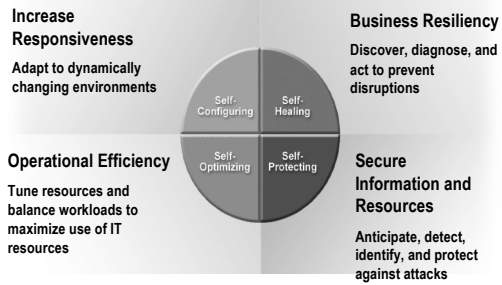 Increase
Responsiveness
Adapt to dynamically
changing environments
Business Resiliency
Discover, diagnose, and
act to prevent
disruptions
Self-
Configuring
Self-
Healing
Self-
Optimizing
Self-
Protecting
Operational Efficiency
Tune resources and
balance workloads to
maximize use of IT
resources
Secure
Information and
Resources
Anticipate, detect,
identify, and protect
against attacks